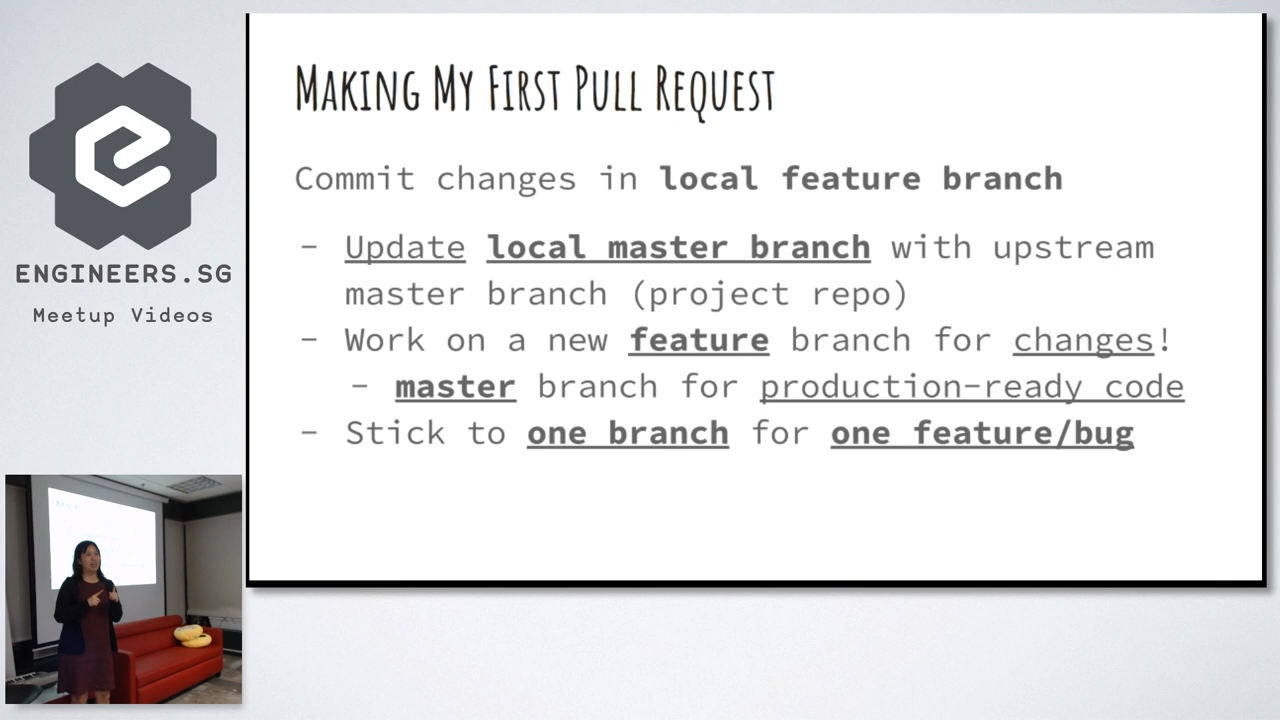 ENGINEERS.SG
Meetup Videos
Making My First Pull Request
Commit changes in local feature branch
- Update local master branch with upstream
master branch (project repo)
- Work on a new feature branch for changes!
- master branch for production-ready code
- Stick to one branch for one feature/bug